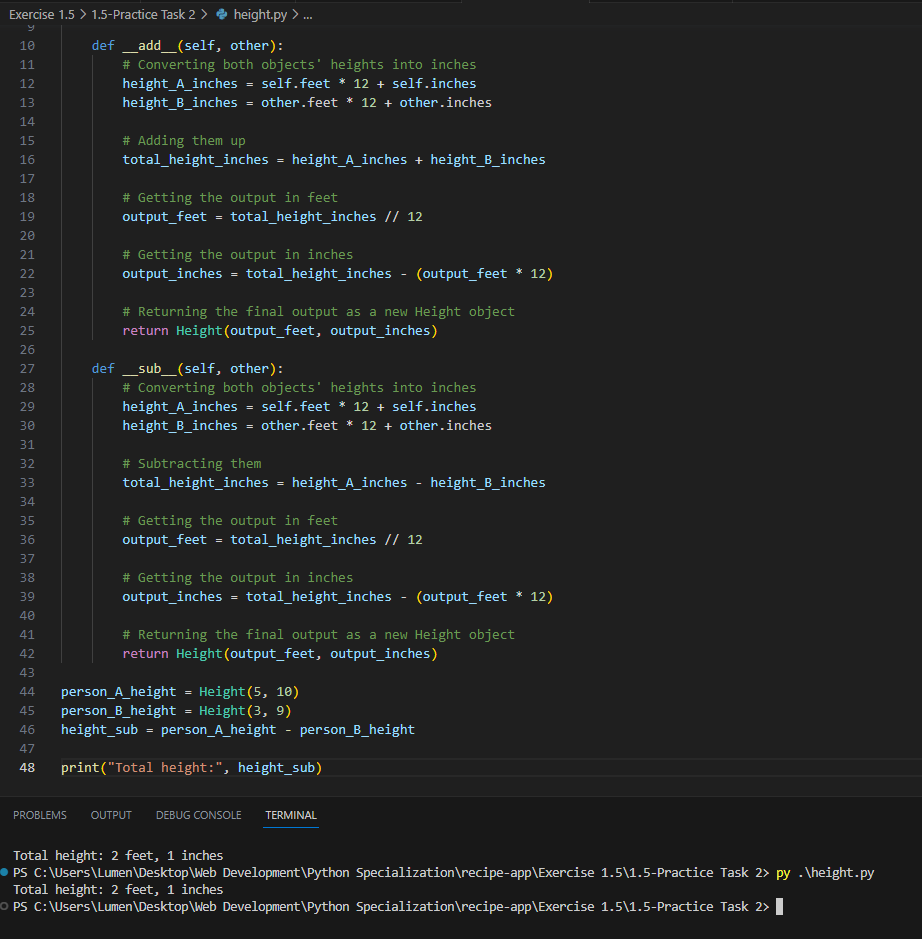 Exercise 1.5 > 1.5-Practice Task 2 > height.py > ...
9
10 def __add__(self, other):
11 # Converting both objects' heights into inches
12 height_A_inches = self.feet * 12 + self.inches
13 height_B_inches = other.feet * 12 + other.inches
14
15 # Adding them up
16 total_height_inches = height_A_inches + height_B_inches
17
18 # Getting the output in feet
19 output_feet = total_height_inches // 12
20
21 # Getting the output in inches
22 output_inches = total_height_inches - (output_feet * 12)
23
24 # Returning the final output as a new Height object
25 return Height(output_feet, output_inches)
26
27 def __sub__(self, other):
28 # Converting both objects' heights into inches
29 height_A_inches = self.feet * 12 + self.inches
30 height_B_inches = other.feet * 12 + other.inches
31
32 # Subtracting them
33 total_height_inches = height_A_inches - height_B_inches
34
35 # Getting the output in feet
36 output_feet = total_height_inches // 12
37
38 # Getting the output in inches
39 output_inches = total_height_inches - (output_feet * 12)
40
41 # Returning the final output as a new Height object
42 return Height(output_feet, output_inches)
43
44 person_A_height = Height(5, 10)
45 person_B_height = Height(3, 9)
46 height_sub = person_A_height - person_B_height
47
48 print("Total height:", height_sub)
PROBLEMS OUTPUT DEBUG CONSOLE TERMINAL
Total height: 2 feet, 1 inches
PS C:\Users\Lumen\Desktop\Web Development\Python Specialization\recipe-app\Exercise 1.5\1.5-Practice Task 2> py .\height.py
Total height: 2 feet, 1 inches
PS C:\Users\Lumen\Desktop\Web Development\Python Specialization\recipe-app\Exercise 1.5\1.5-Practice Task 2>